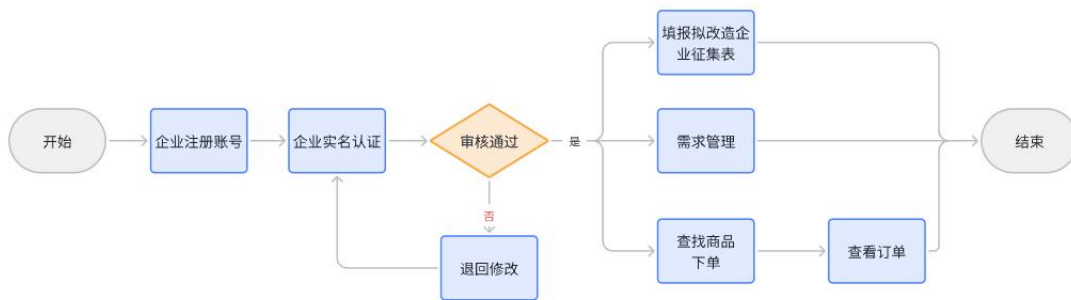 填报拟改造企
业征集表
开始
企业注册账号
企业实名认证
审核通过
是
需求管理
结束
否
退回修改
查找商品
下单
查看订单